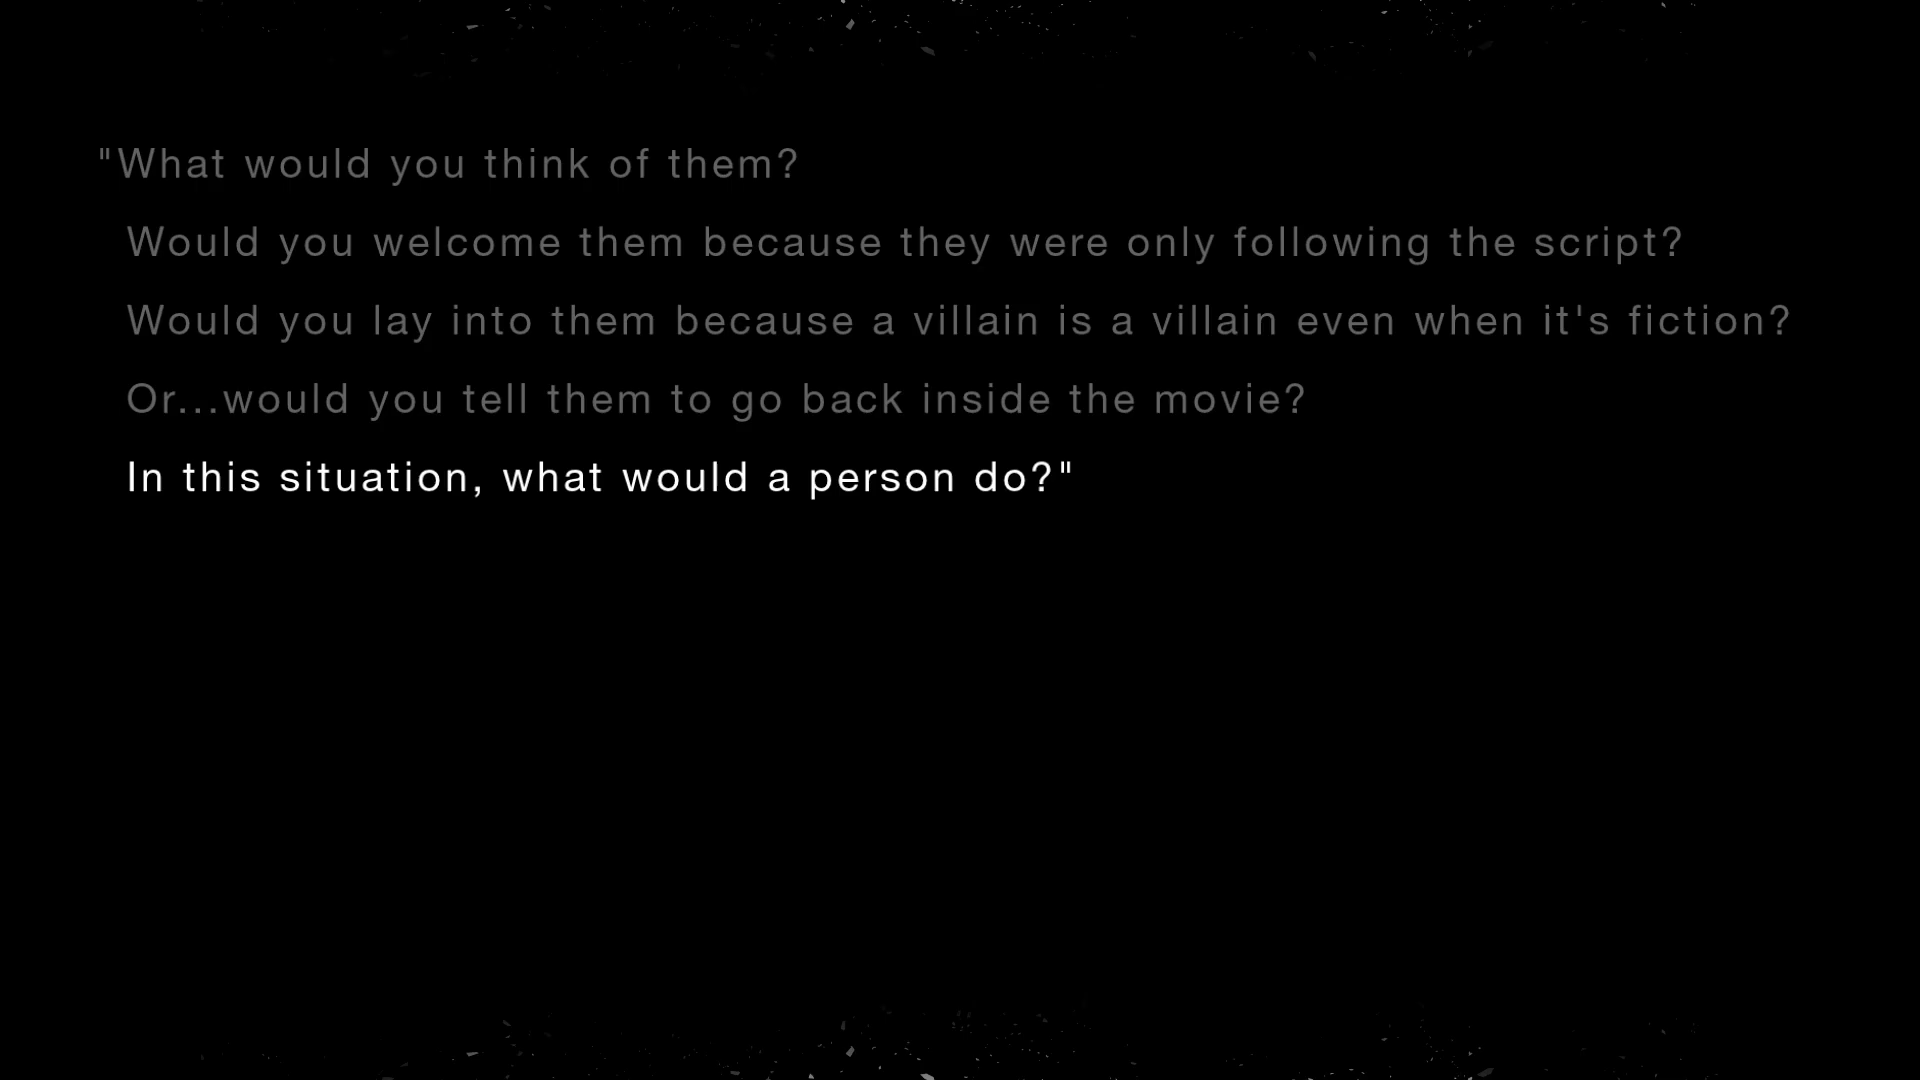 "What would you think of them?
Would you welcome them because they were only following the script?
Would you lay into them because a villain is a villain even when it's fiction?
Or...would you tell them to go back inside the movie?
In this situation, what would a person do?"